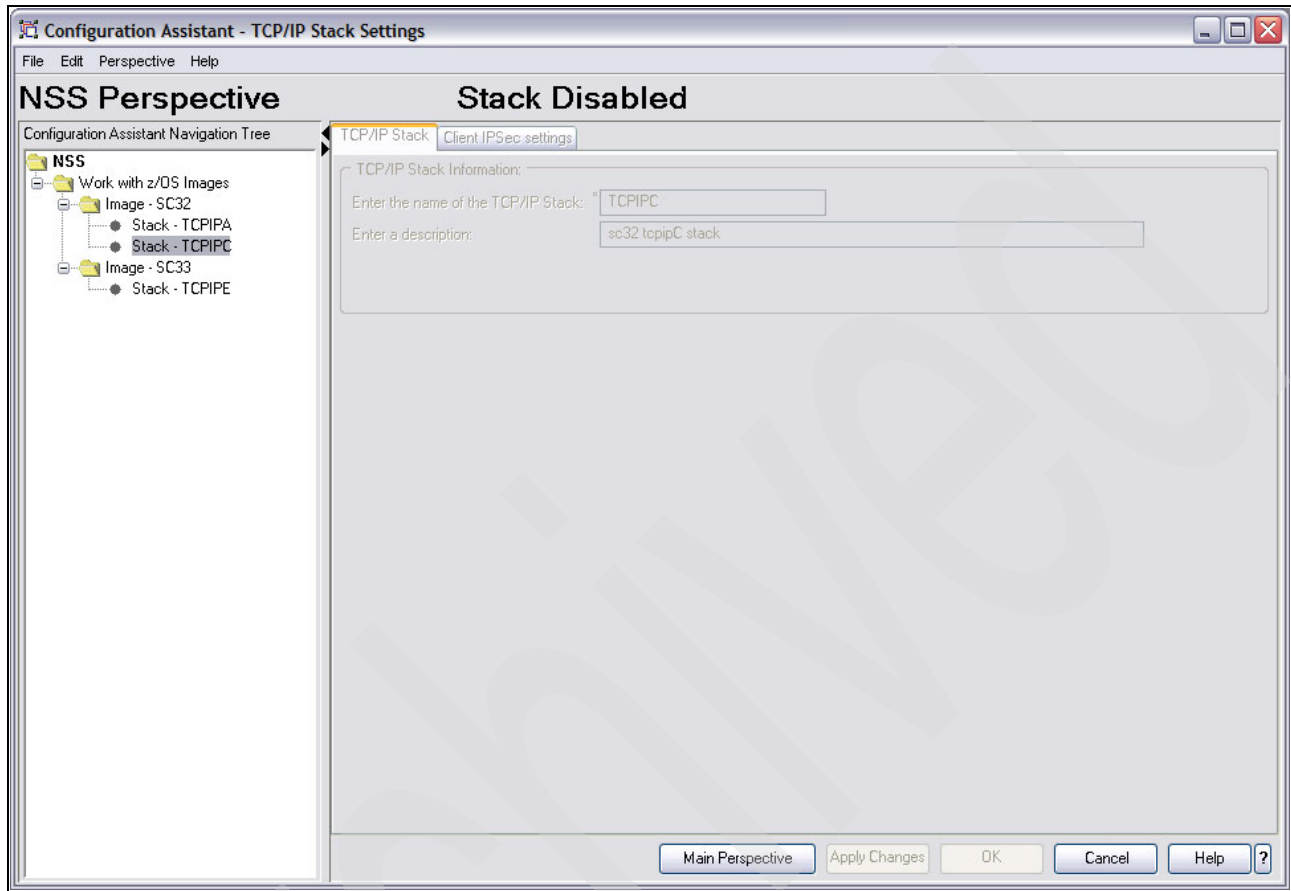 Configuration Assistant - TCP/IP Stack Settings
File Edit Perspective Help
NSS Perspective Stack Disabled
Configuration Assistant Navigation Tree
NSS
Work with z/OS Images
Image - SC32
Stack - TCPIPA
Stack - TCPIPC
Image - SC33
Stack - TCPIPE
TCP/IP Stack Client IPSec settings
TCP/IP Stack Information:
Enter the name of the TCP/IP Stack: * TCPIPC
Enter a description: sc32 tcpipC stack
Main Perspective Apply Changes OK Cancel Help ?